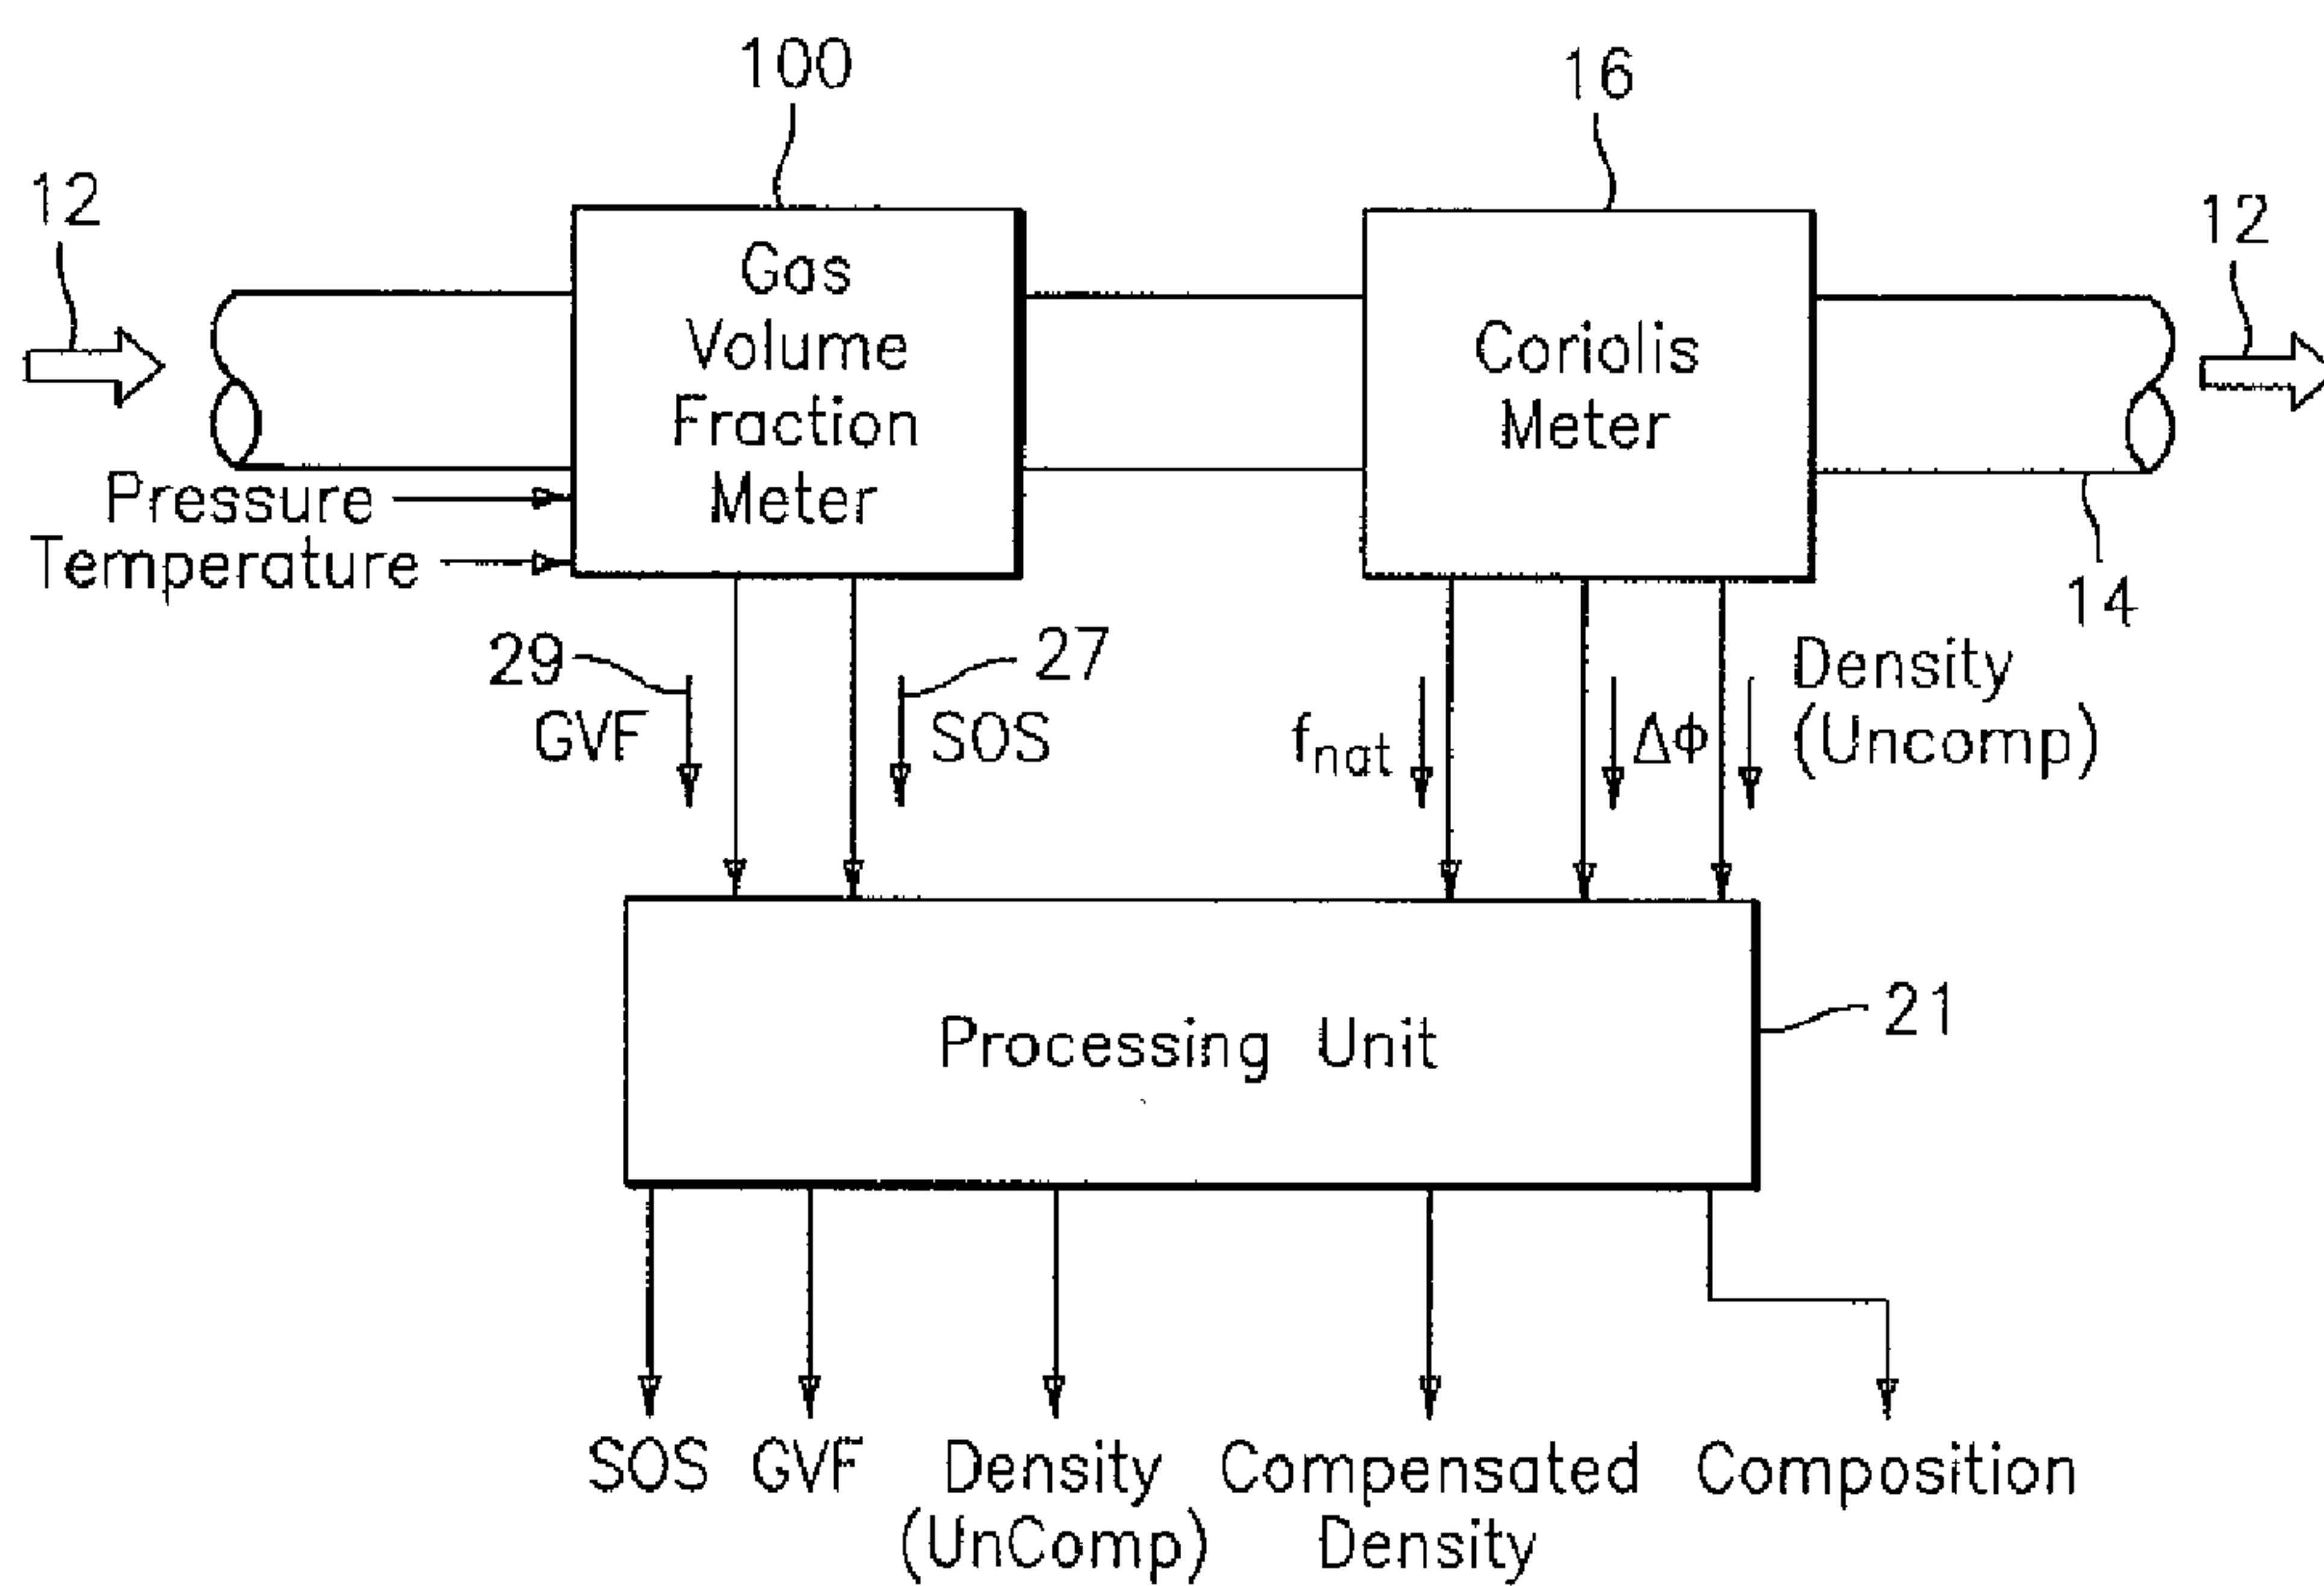 100
16
12
12
Gas
Volume
Fraction
Meter
Coriolis
Meter
Pressure
Temperature
14
29
GVF
27
SOS
fnat
Δϕ
Density
(Uncomp)
Processing Unit
21
SOS GVF Density Compensated Composition
(UnComp) Density